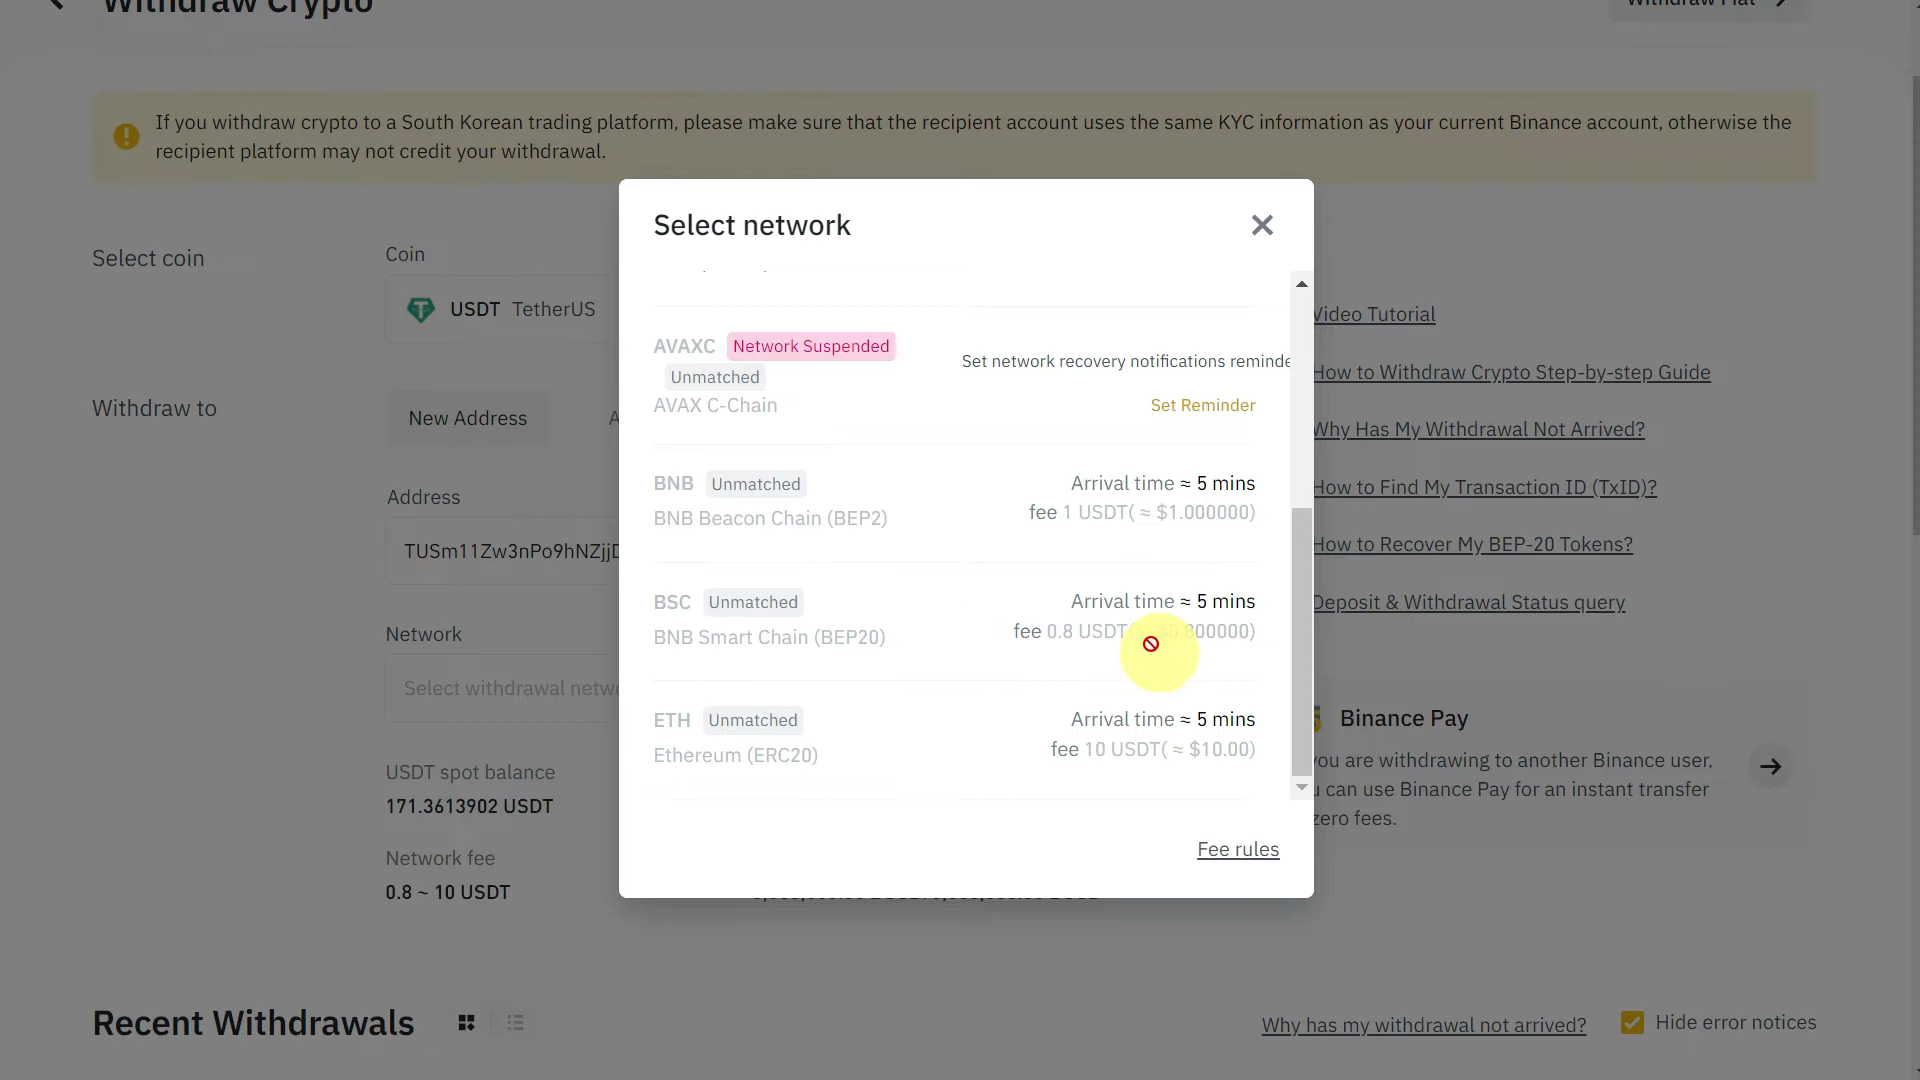 Withdraw Crypto
Withdraw Fiat
If you withdraw crypto to a South Korean trading platform, please make sure that the recipient account uses the same KYC information as your current Binance account, otherwise the
recipient platform may not credit your withdrawal.
Select network
Select coin
Coin
USDT TetherUS
Withdraw to
New Address
A
Address
TUSm11Zw3nPo9hNZjj
Network
Select withdrawal netwo
USDT spot balance
171.3613902 USDT
Network fee
0.8 ~ 10 USDT
AVAXC Network Suspended
Unmatched
AVAX C-Chain
Set network recovery notifications reminde
Set Reminder
BNB Unmatched
BNB Beacon Chain (BEP2)
Arrival time ≈ 5 mins
fee 1 USDT( ≈ $1.000000)
BSC Unmatched
BNB Smart Chain (BEP20)
Arrival time ≈ 5 mins
fee 0.8 USDT( 800000)
ETH Unmatched
Ethereum (ERC20)
Arrival time ≈ 5 mins
fee 10 USDT( ≈ $10.00)
Fee rules
Video Tutorial
How to Withdraw Crypto Step-by-step Guide
Why Has My Withdrawal Not Arrived?
How to Find My Transaction ID (TxID)?
How to Recover My BEP-20 Tokens?
Deposit & Withdrawal Status query
Binance Pay
you are withdrawing to another Binance user,
can use Binance Pay for an instant transfer
zero fees.
Recent Withdrawals
Why has my withdrawal not arrived?
Hide error notices